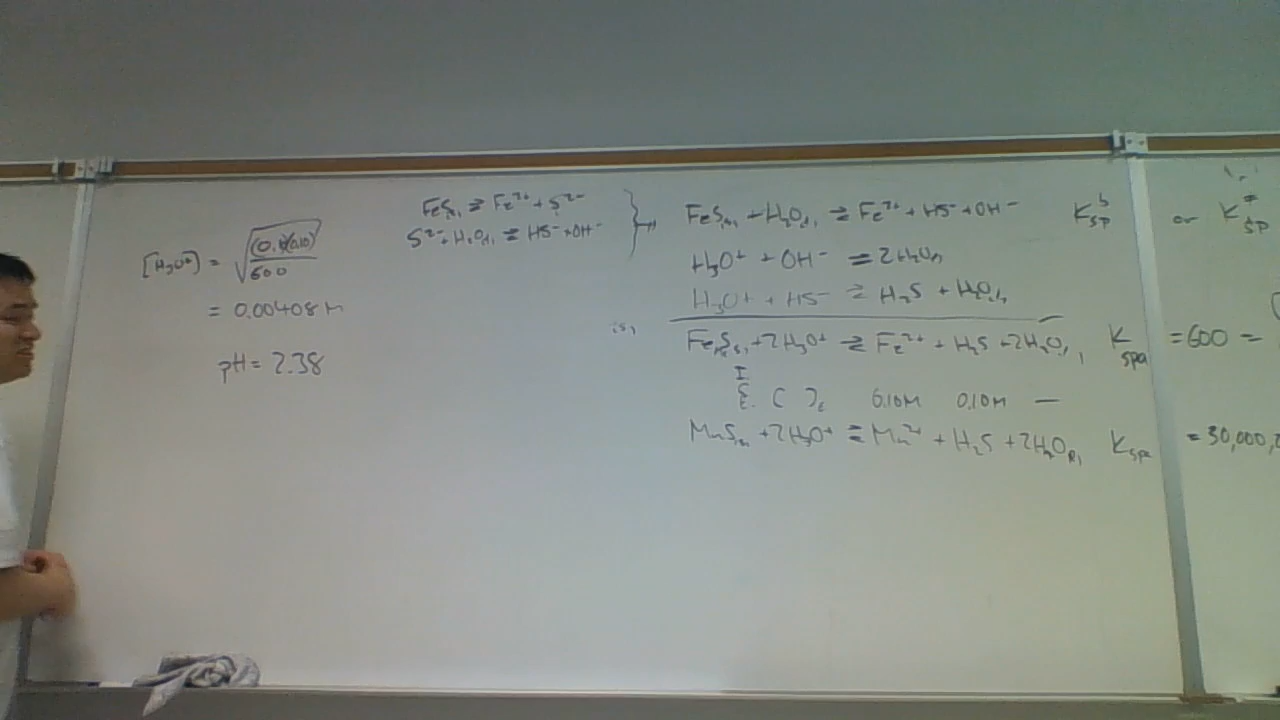 [H₃O⁺] = √((0.10)(0.10)/600)
= 0.00408 M
pH = 2.38
FeS(s) ⇌ Fe²⁺ + S²⁻
S²⁻ + H₂O(l) ⇌ HS⁻ + OH⁻
FeS(s) + H₂O(l) ⇌ Fe²⁺ + HS⁻ + OH⁻ Ksp or Ksp
H₃O⁺ + OH⁻ ⇌ 2H₂O(l)
H₃O⁺ + HS⁻ ⇌ H₂S + H₂O(l)
FeS(s) + 2H₃O⁺ ⇌ Fe²⁺ + H₂S + 2H₂O(l) Kspa = 600 =
I
0.10M 0.10M —
MnS(s) + 2H₃O⁺ ⇌ Mn²⁺ + H₂S + 2H₂O(l) Kspa = 30,000,